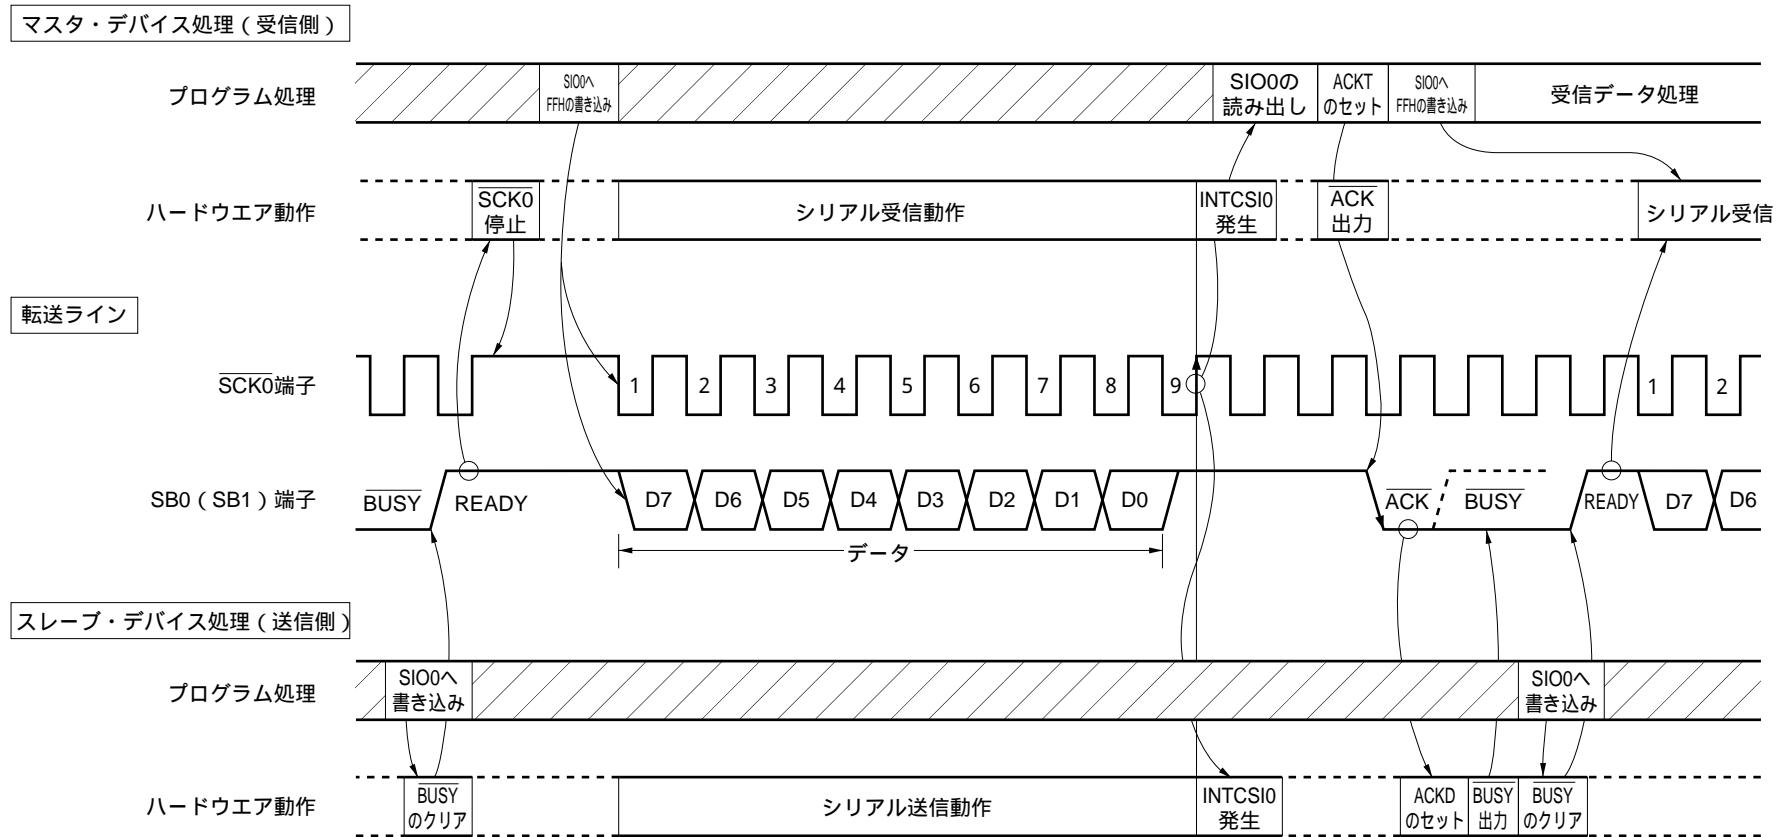 マスタ・デバイス処理(受信側)
プログラム処理
SIO0へ
FFHの書き込み
SIO0の
読み出し
ACKT
のセット
SIO0へ
FFHの書き込み
受信データ処理
ハードウエア動作
SCK0
停止
シリアル受信動作
INTCSI0
発生
ACK
出力
シリアル受信
転送ライン
SCK0端子
1 2 3 4 5 6 7 8 9 1 2
SB0(SB1)端子
BUSY READY D7 D6 D5 D4 D3 D2 D1 D0 ACK BUSY READY D7 D6
データ
スレーブ・デバイス処理(送信側)
プログラム処理
SIO0へ
書き込み
SIO0へ
書き込み
ハードウエア動作
BUSY
のクリア
シリアル送信動作
INTCSI0
発生
ACKD
のセット
BUSY
出力
BUSY
のクリア